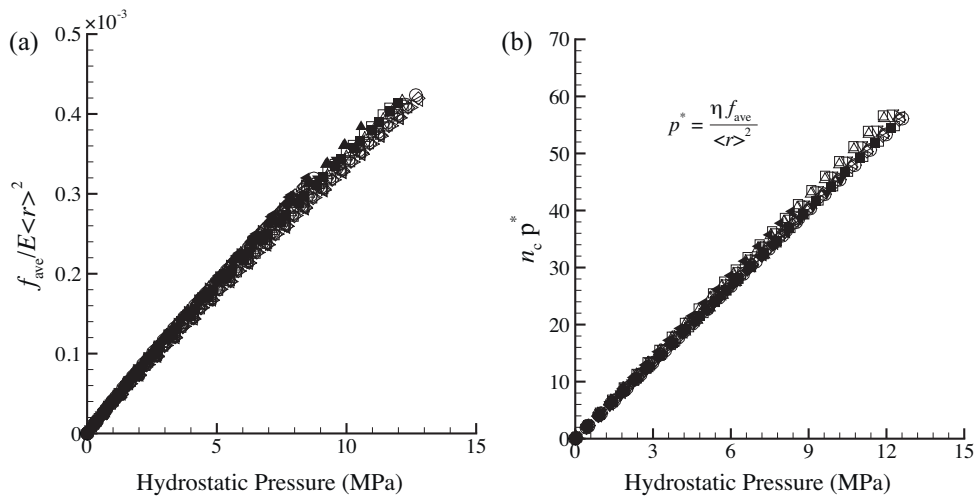 (a)
×10⁻³
0.5
0.4
0.3
0.2
0.1
0
0 5 10 15
f_ave/E<r>²
Hydrostatic Pressure (MPa)
(b)
70
60
50
40
30
20
10
0
0 3 6 9 12 15
n_c p*
p* = η f_ave / <r>²
Hydrostatic Pressure (MPa)